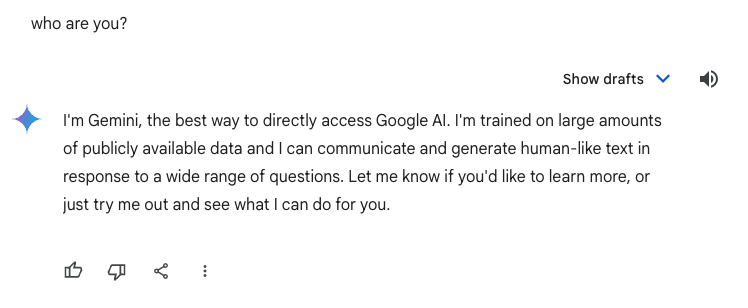 who are you?
Show drafts
I'm Gemini, the best way to directly access Google AI. I'm trained on large amounts
of publicly available data and I can communicate and generate human-like text in
response to a wide range of questions. Let me know if you'd like to learn more, or
just try me out and see what I can do for you.